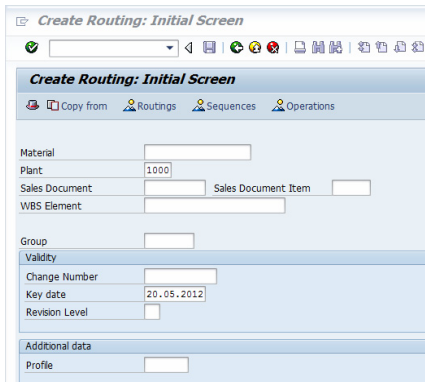 Create Routing: Initial Screen
Create Routing: Initial Screen
Copy from Routings Sequences Operations
Material
Plant 1000
Sales Document Sales Document Item
WBS Element
Group
Validity
Change Number
Key date 20.05.2012
Revision Level
Additional data
Profile